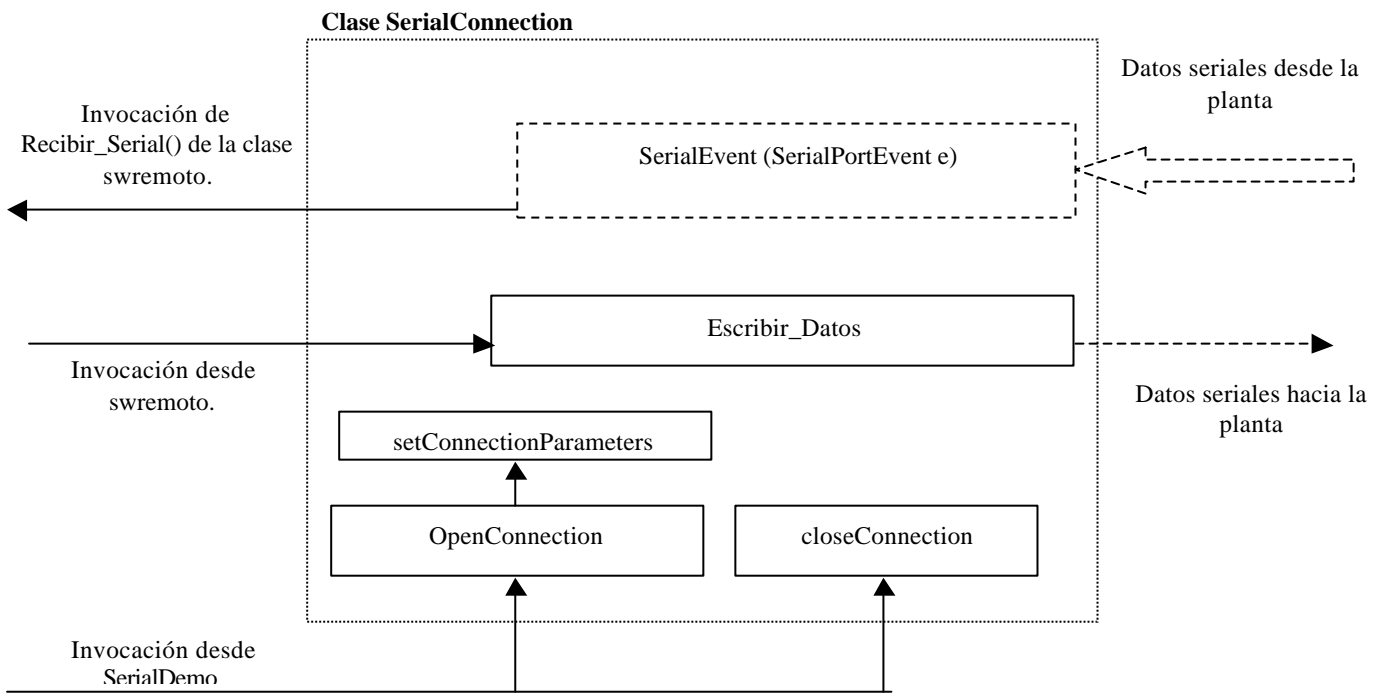 Clase SerialConnection
Datos seriales desde la
planta
Invocación de
Recibir_Serial() de la clase
swremoto.
SerialEvent (SerialPortEvent e)
Escribir_Datos
Invocación desde
swremoto.
Datos seriales hacia la
planta
setConnectionParameters
OpenConnection
closeConnection
Invocación desde
SerialDemo